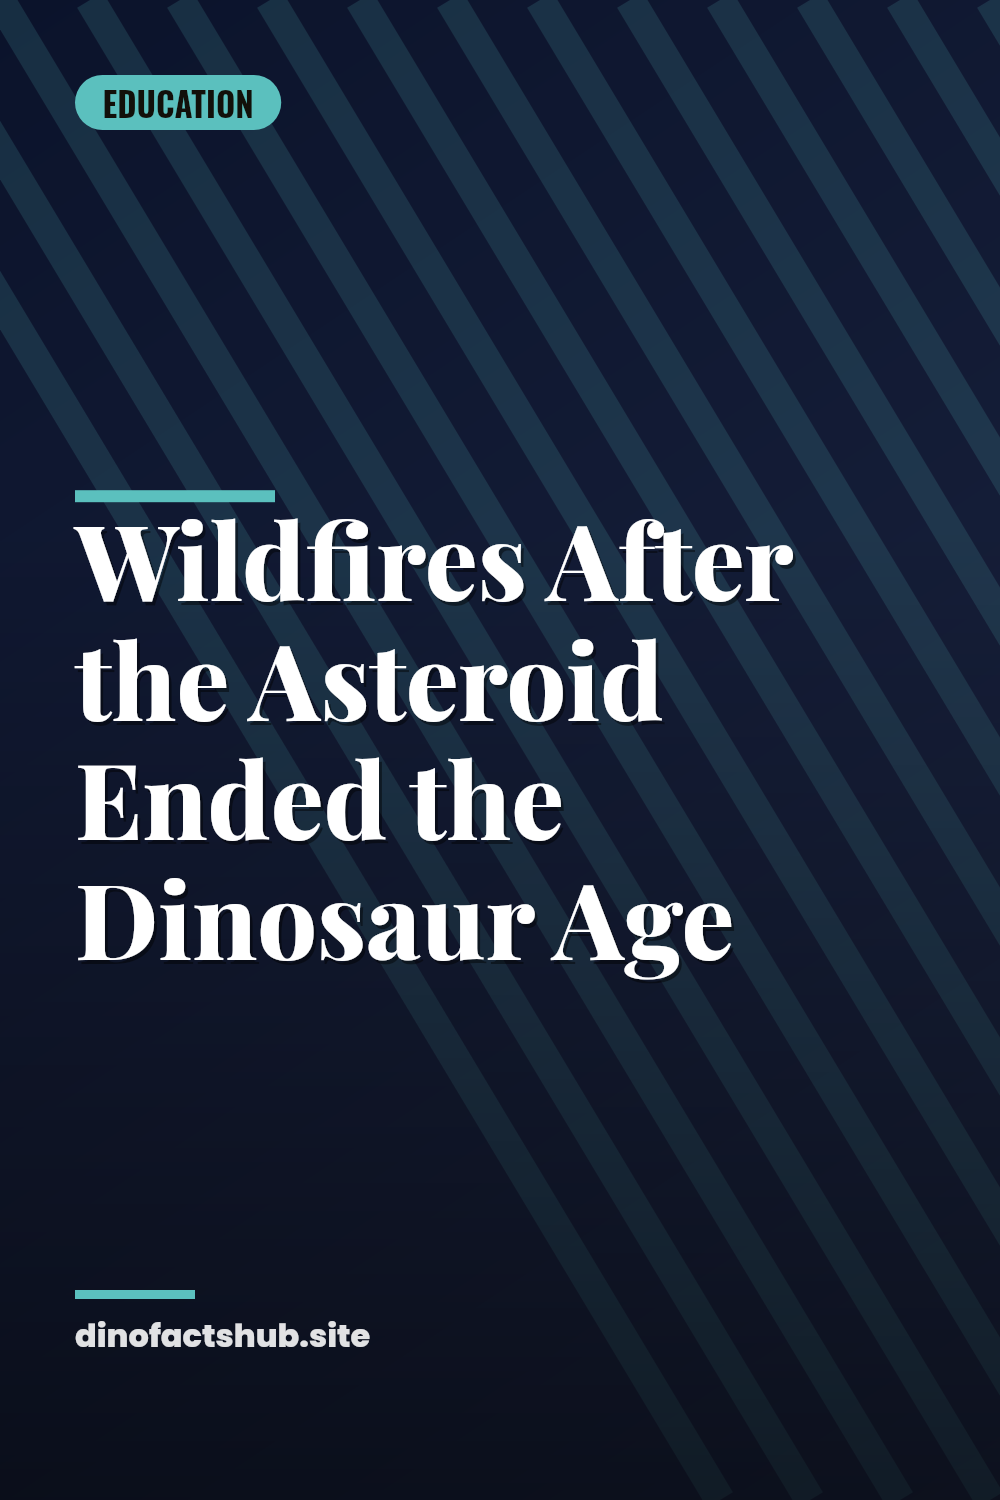 EDUCATION
Wildfires After
the Asteroid
Ended the
Dinosaur Age
dinofactshub.site